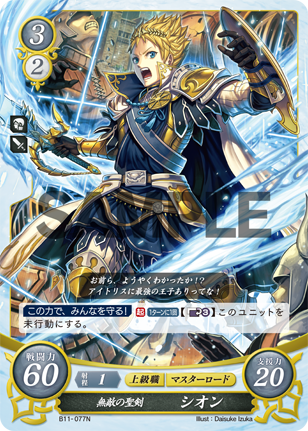 3
2
SAMPLE
お前ら、ようやくわかったか!?
アイトリスに最強の王子ありってな!
この力で、みんなを守る! 起 1ターンに1回 【 3】このユニットを
未行動にする。
戦闘力
60
射程 1 上級職 マスターロード
支援力
20
無敵の聖剣 シオン
B11-077N
Illust : Daisuke Izuka